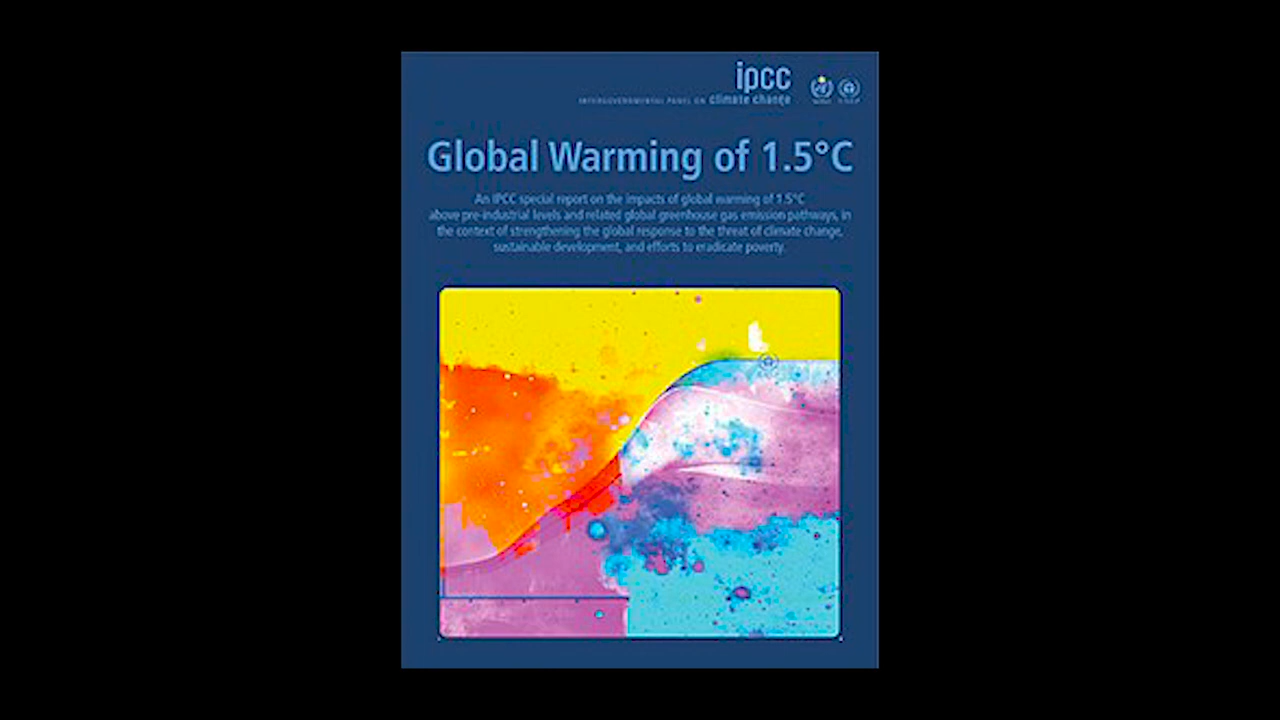 ipcc
INTERGOVERNMENTAL PANEL ON climate change
Global Warming of 1.5°C
An IPCC special report on the impacts of global warming of 1.5°C
above pre-industrial levels and related global greenhouse gas emission pathways, in
the context of strengthening the global response to the threat of climate change,
sustainable development, and efforts to eradicate poverty